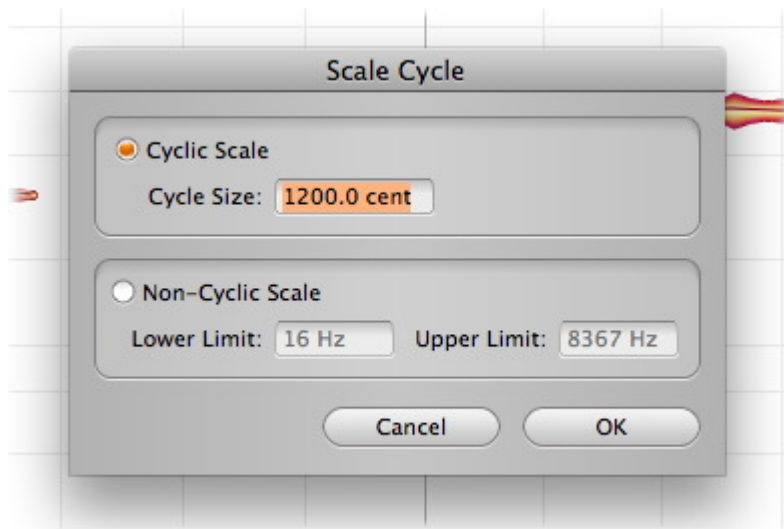 Scale Cycle
Cyclic Scale
Cycle Size: 1200.0 cent
Non-Cyclic Scale
Lower Limit: 16 Hz Upper Limit: 8367 Hz
Cancel OK